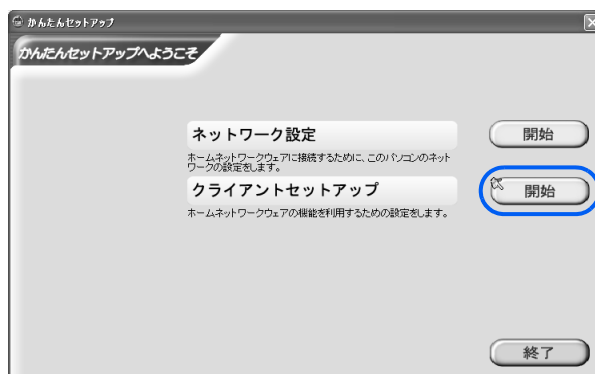 かんたんセットアップ
かんたんセットアップへようこそ
ネットワーク設定
開始
ホームネットワークウェアに接続するために、このパソコンのネット
ワークの設定をします。
クライアントセットアップ
開始
ホームネットワークウェアの機能を利用するための設定をします。
終了